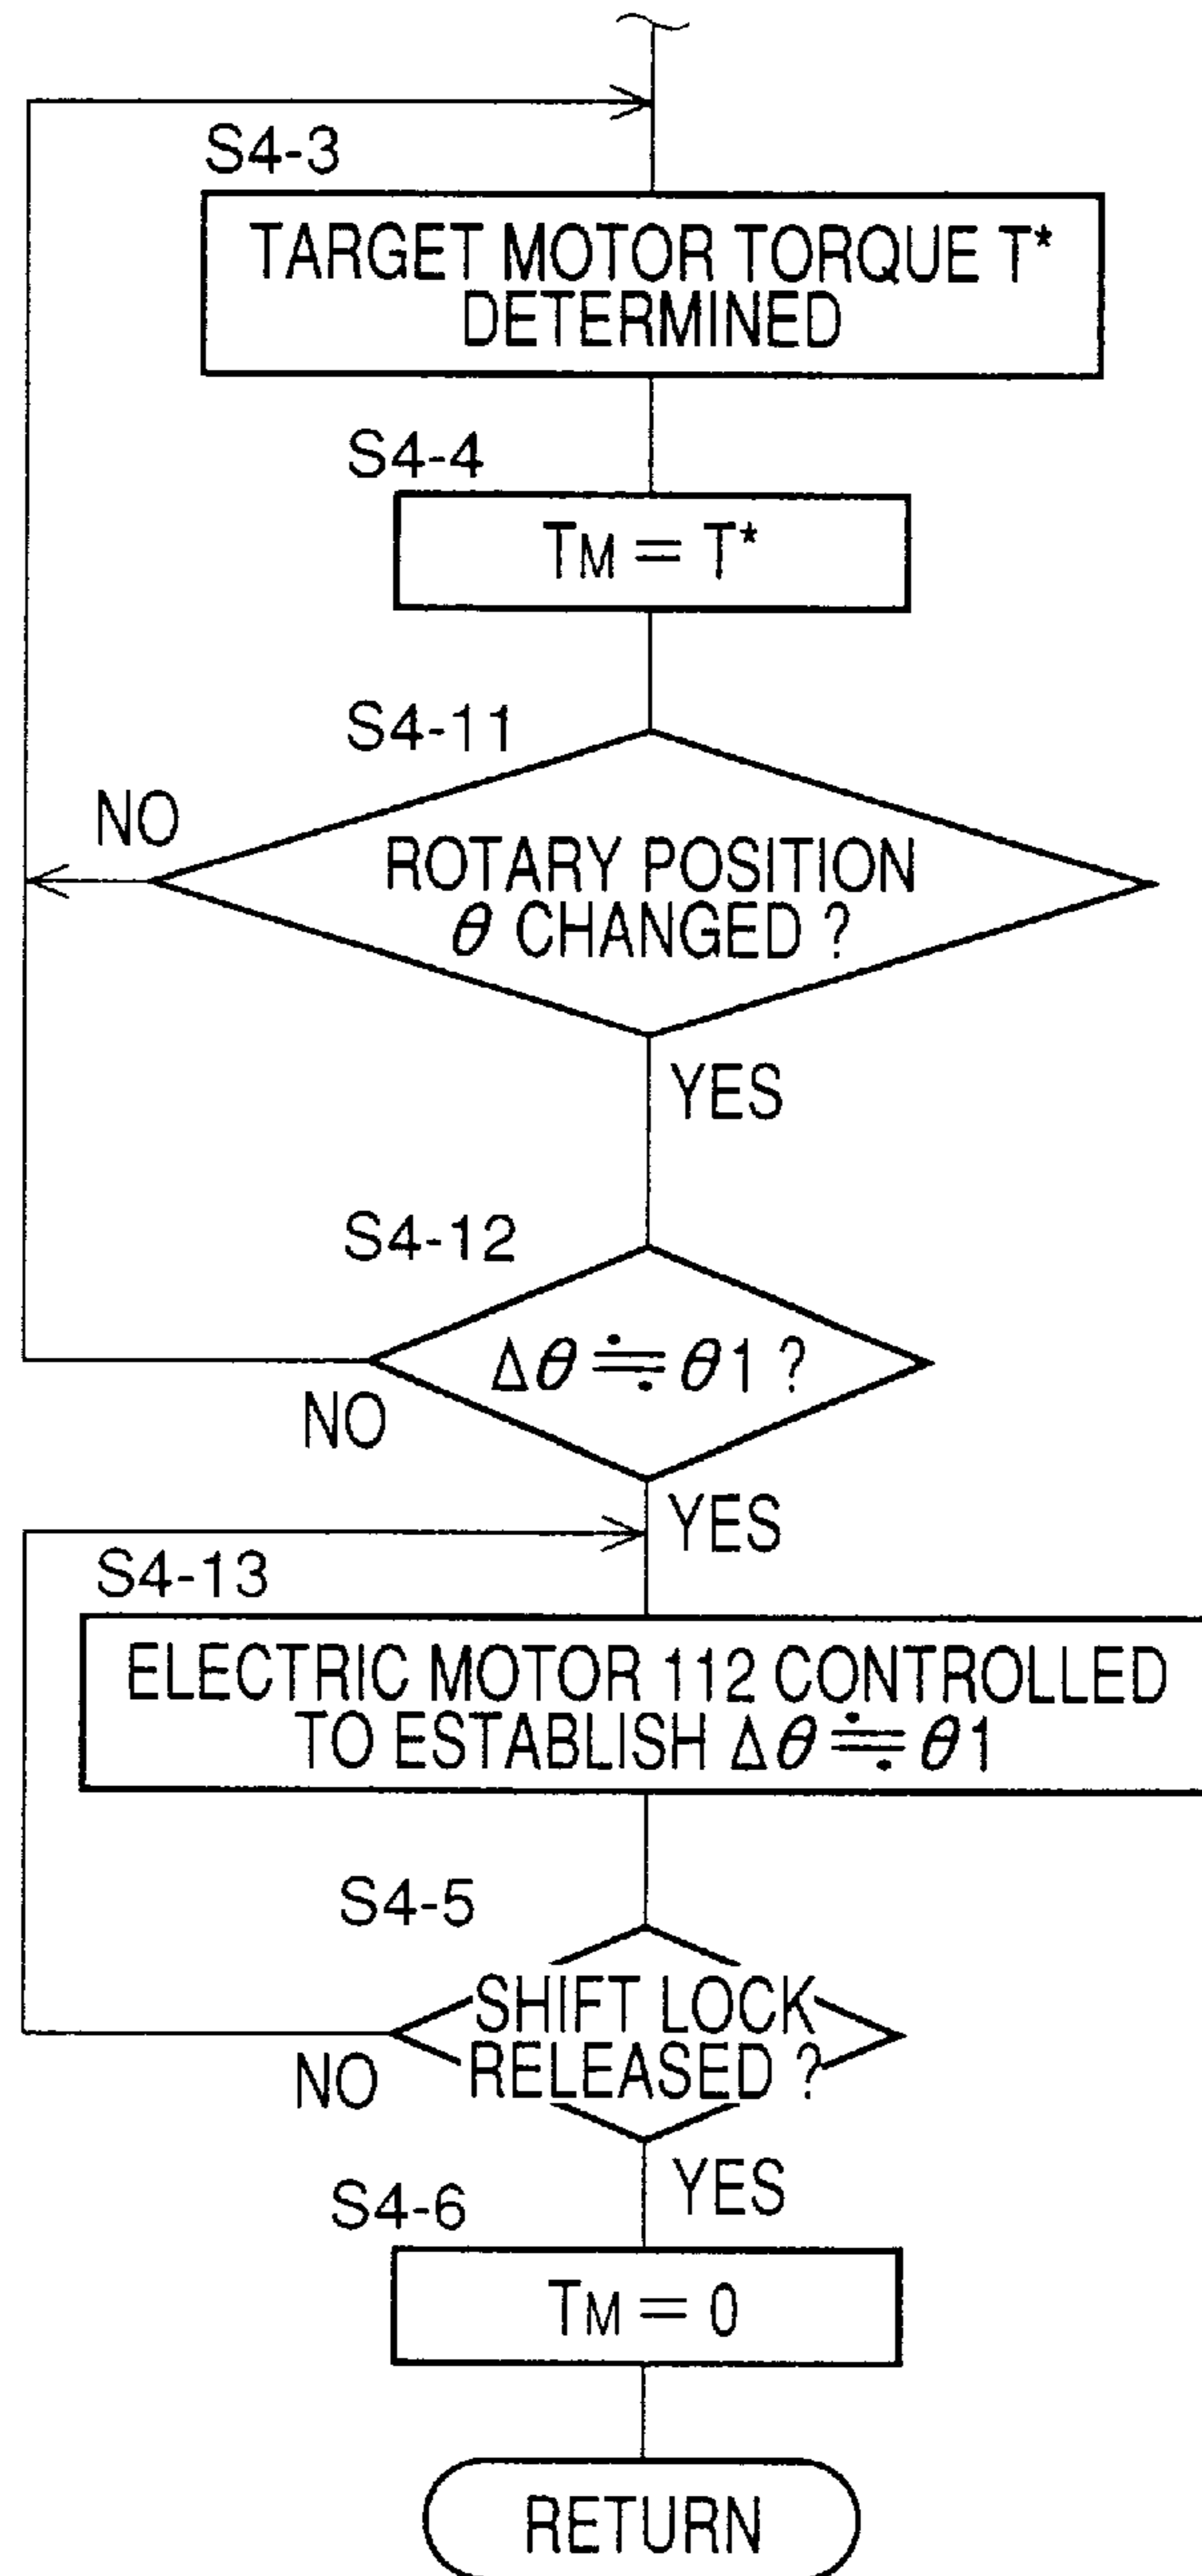 S4-3
TARGET MOTOR TORQUE T*
DETERMINED
S4-4
TM = T*
S4-11
NO
ROTARY POSITION
θ CHANGED ?
YES
S4-12
Δθ ≒ θ1 ?
NO
YES
S4-13
ELECTRIC MOTOR 112 CONTROLLED
TO ESTABLISH Δθ ≒ θ1
S4-5
SHIFT LOCK
RELEASED ?
NO
YES
S4-6
TM = 0
RETURN